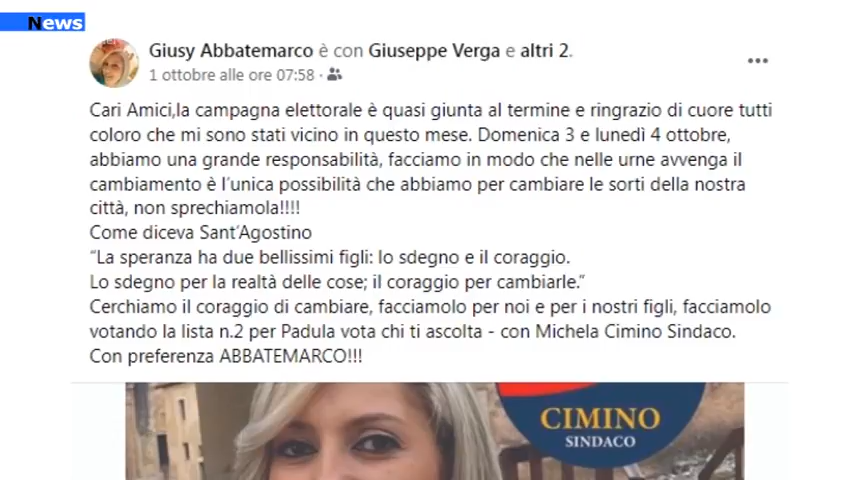 News
Giusy Abbatemarco è con Giuseppe Verga e altri 2.
1 ottobre alle ore 07:58 ·
Cari Amici,la campagna elettorale è quasi giunta al termine e ringrazio di cuore tutti
coloro che mi sono stati vicino in questo mese. Domenica 3 e lunedì 4 ottobre,
abbiamo una grande responsabilità, facciamo in modo che nelle urne avvenga il
cambiamento è l’unica possibilità che abbiamo per cambiare le sorti della nostra
città, non sprechiamola!!!!
Come diceva Sant’Agostino
“La speranza ha due bellissimi figli: lo sdegno e il coraggio.
Lo sdegno per la realtà delle cose; il coraggio per cambiarle.”
Cerchiamo il coraggio di cambiare, facciamolo per noi e per i nostri figli, facciamolo
votando la lista n.2 per Padula vota chi ti ascolta - con Michela Cimino Sindaco.
Con preferenza ABBATEMARCO!!!
CIMINO
SINDACO